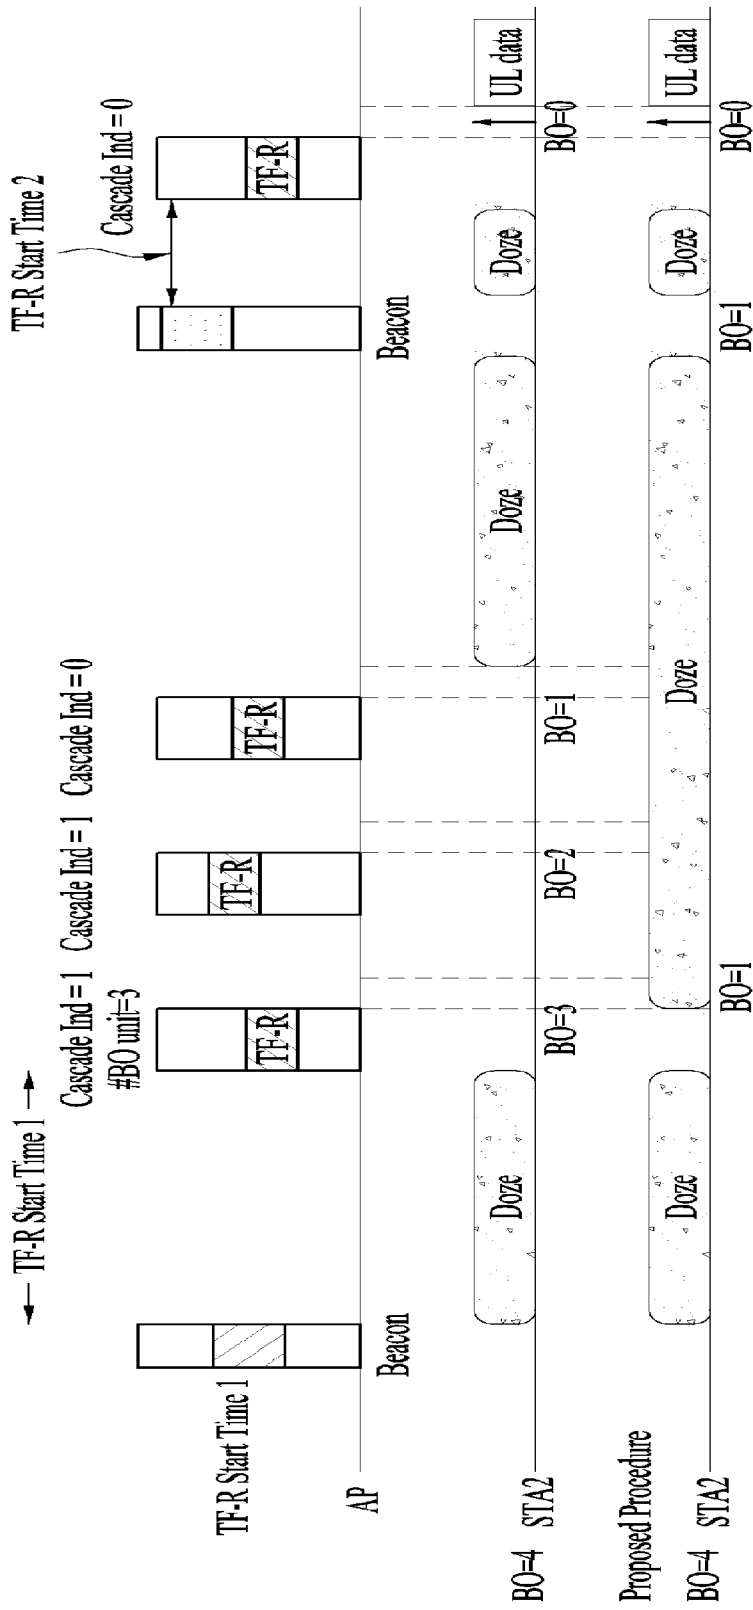 TF-R Start Time 1
TF-R Start Time 2
Cascade Ind = 1
#BO unit=3
Cascade Ind = 1
Cascade Ind = 0
Cascade Ind = 0
TF-R Start Time 1
TF-R
TF-R
TF-R
TF-R
AP
Beacon
Beacon
Doze
Doze
Doze
UL data
BO=4
STA2
BO=3
BO=2
BO=1
BO=0
Proposed Procedure
Doze
Doze
Doze
UL data
BO=4
STA2
BO=1
BO=1
BO=0